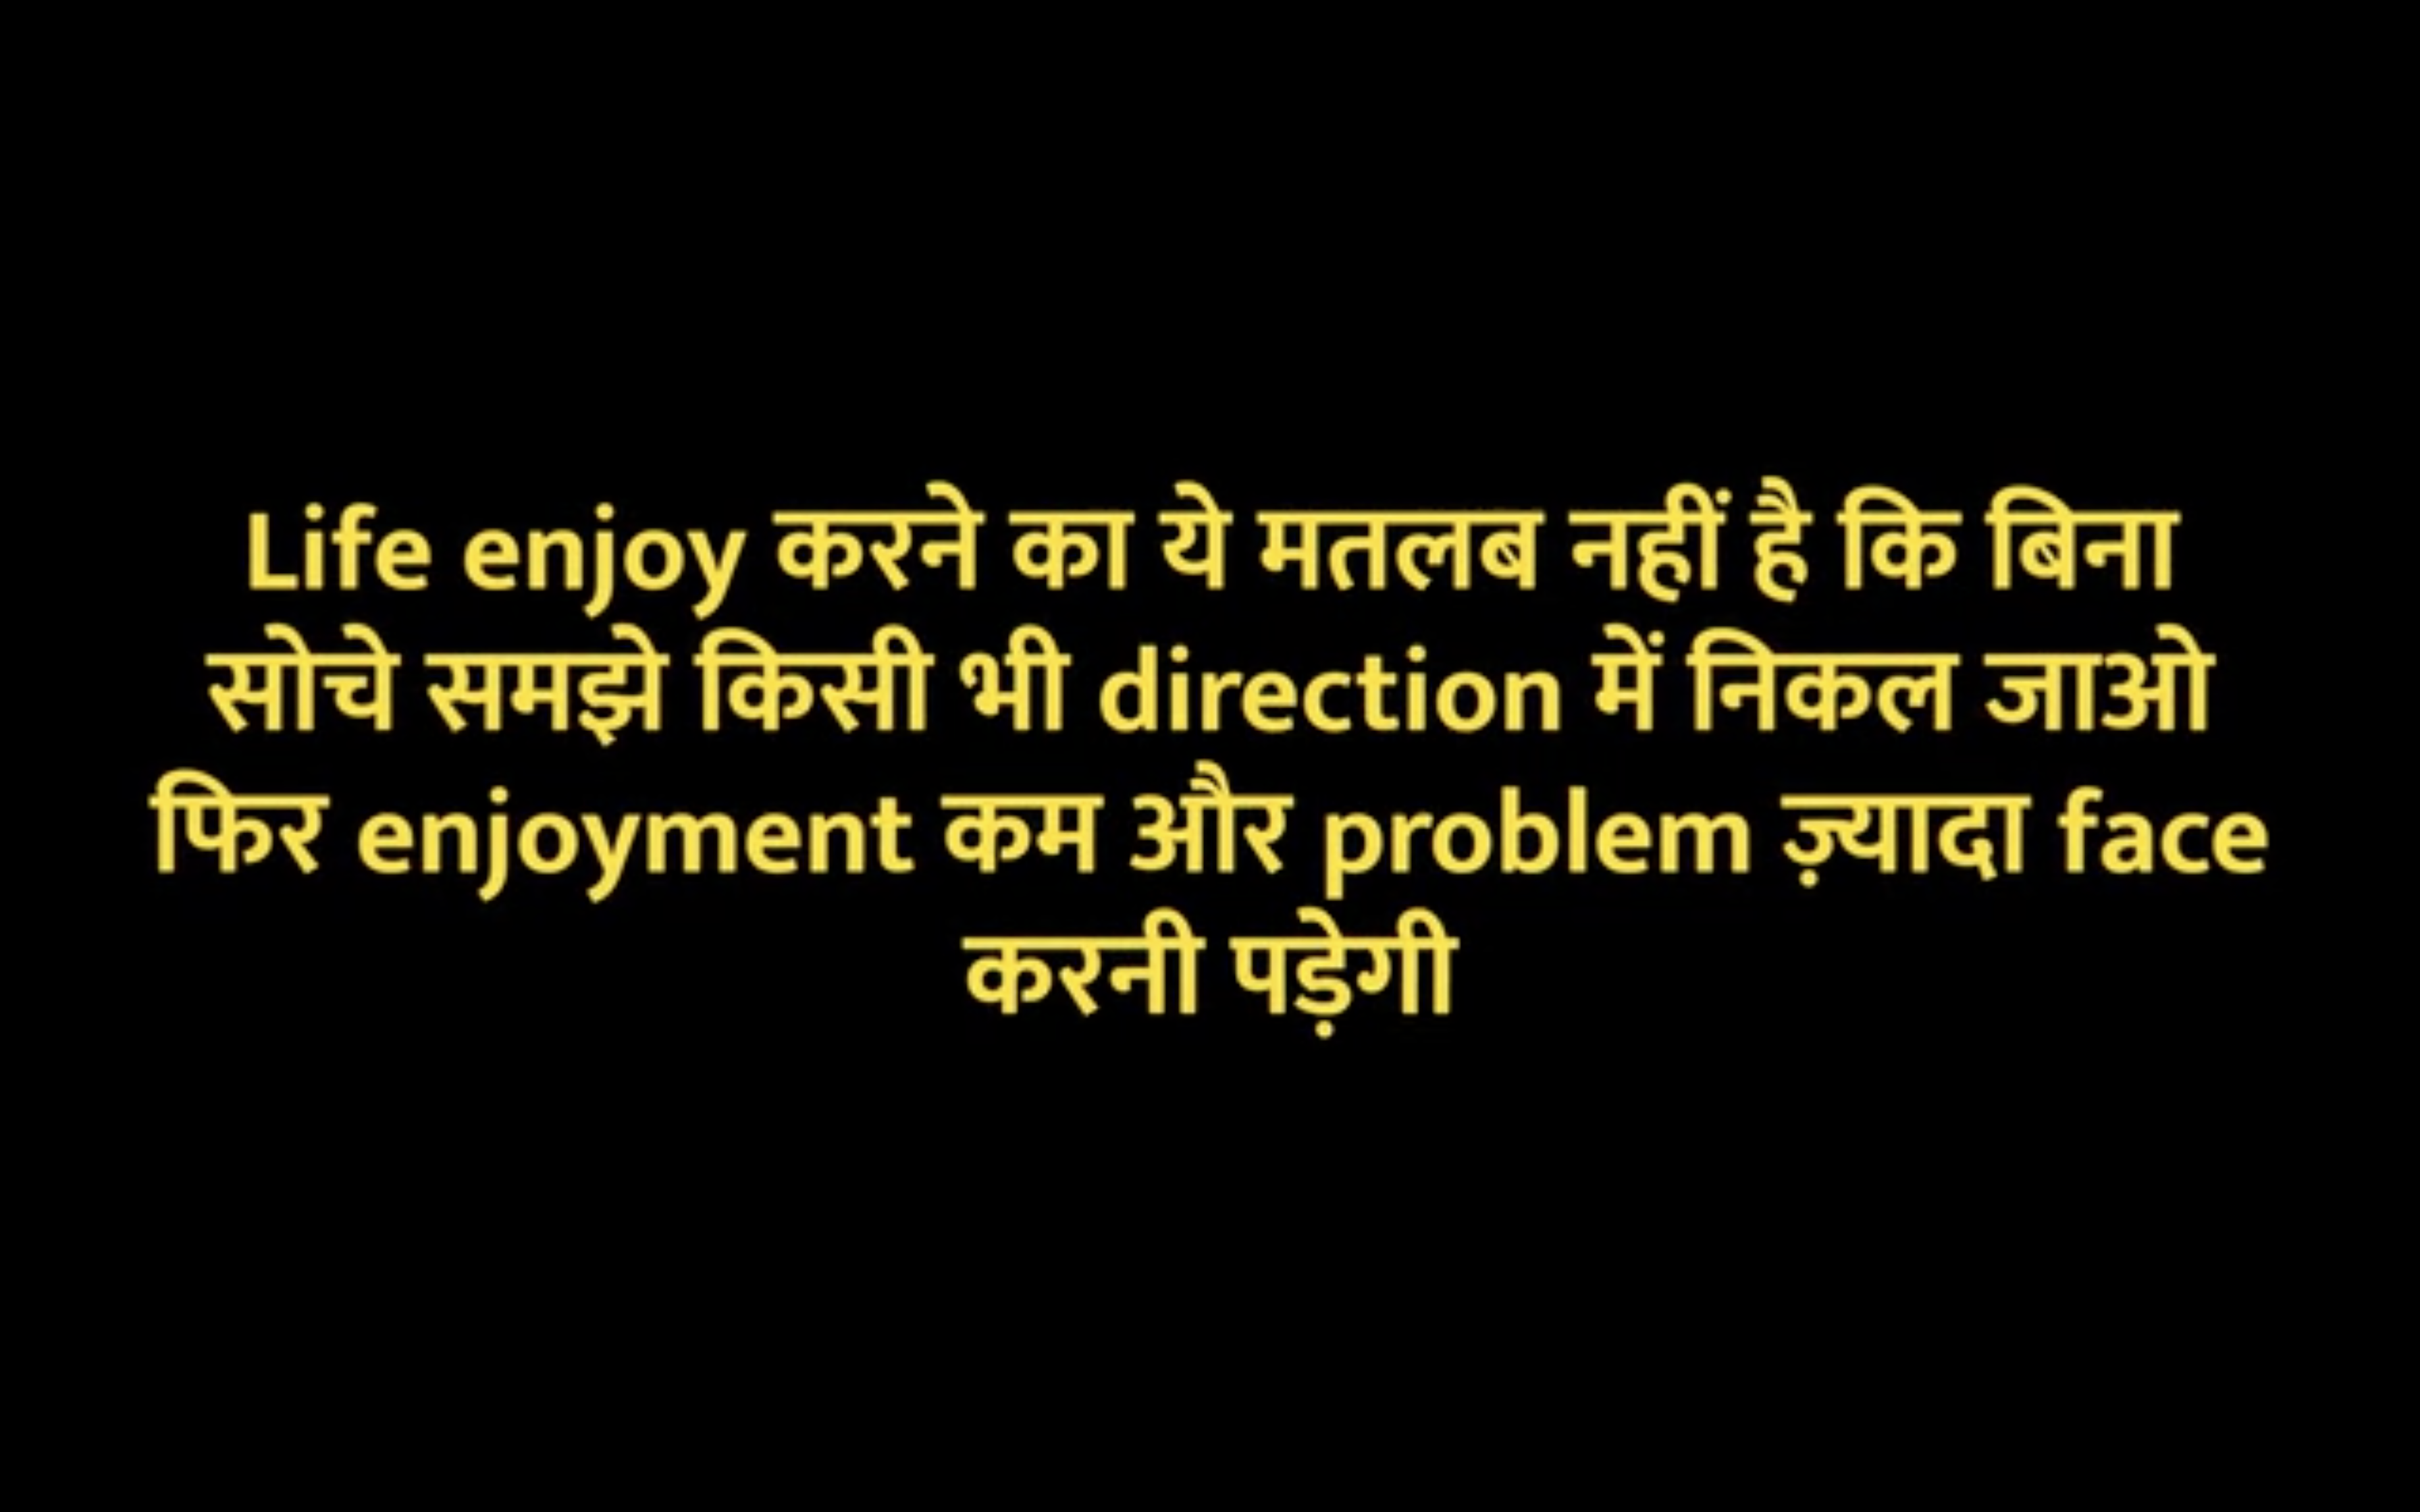 Life enjoy करने का ये मतलब नहीं है कि बिना
सोचे समझे किसी भी direction में निकल जाओ
फिर enjoyment कम और problem ज़्यादा face
करनी पड़ेगी